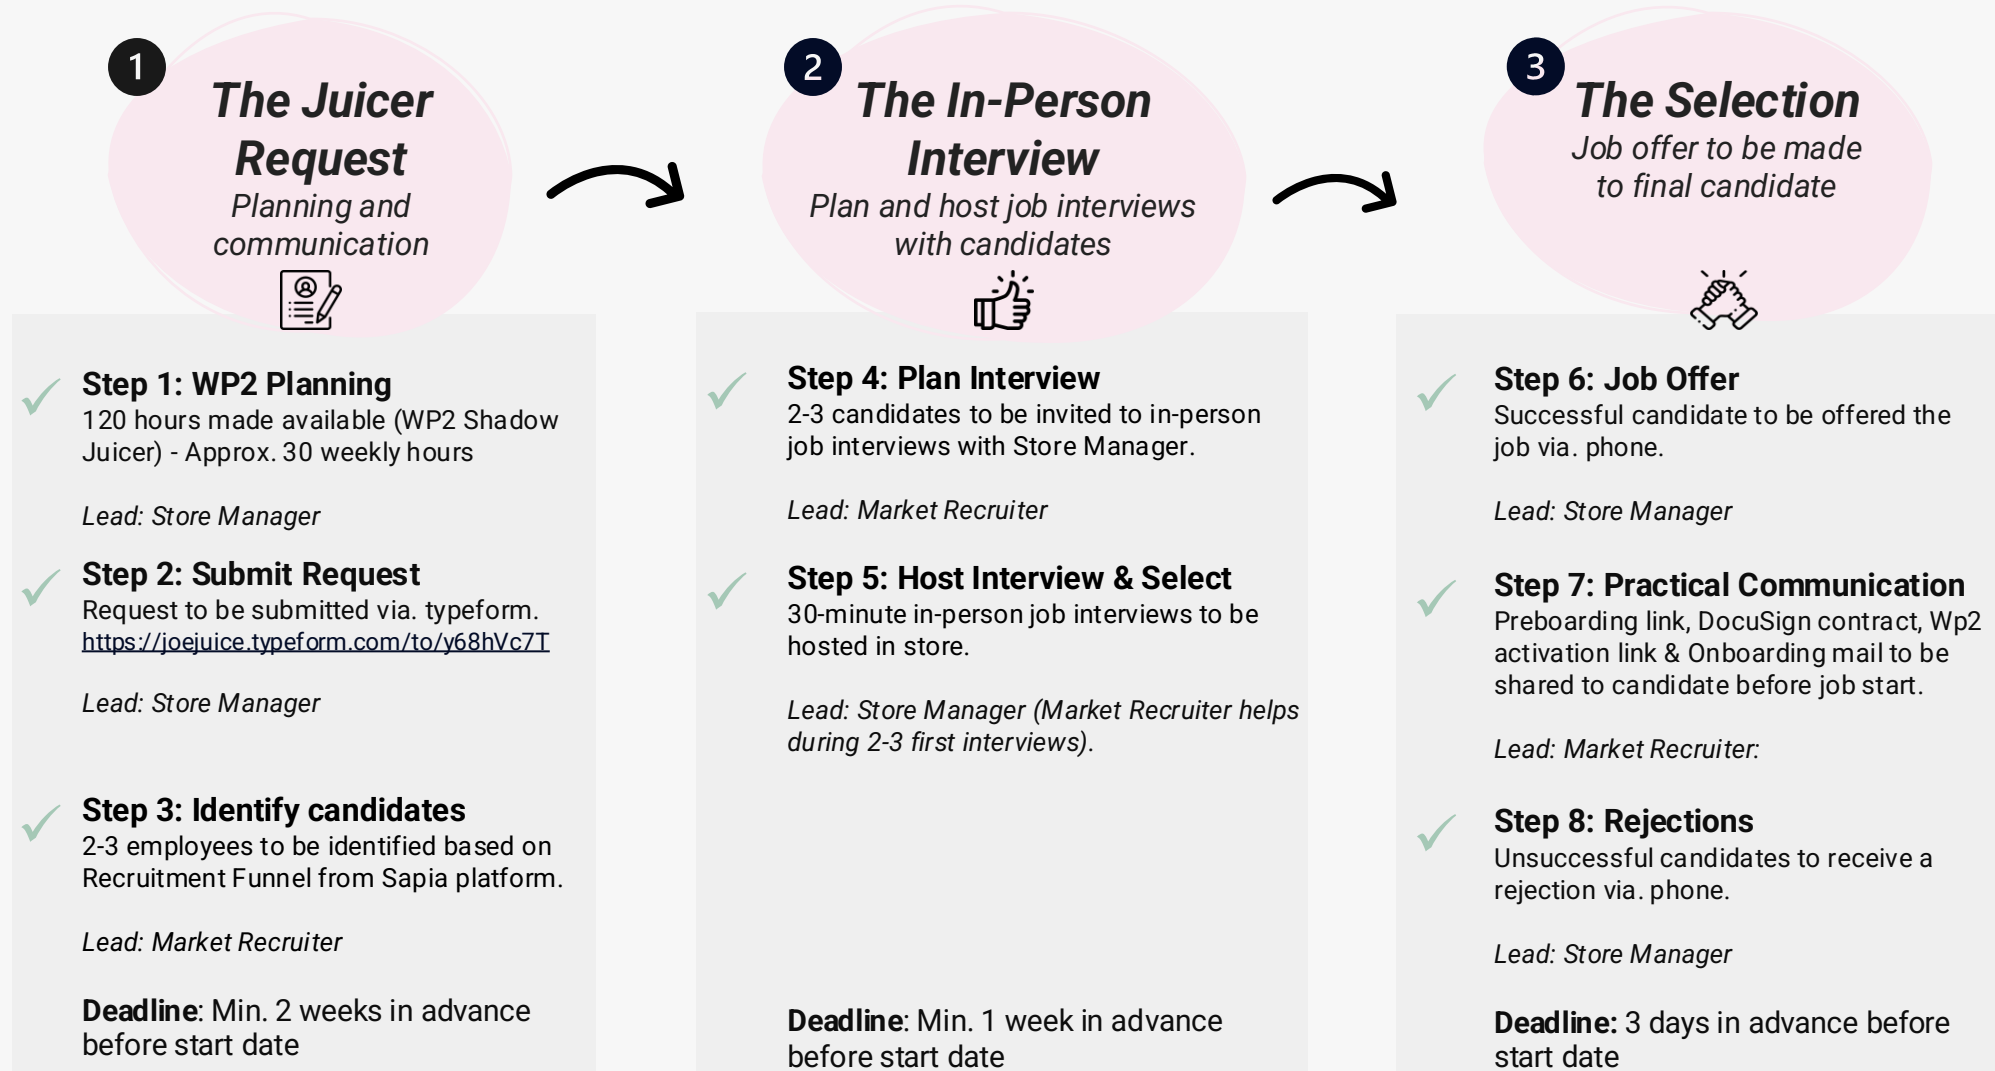 1
The Juicer
Request
Planning and
communication
Step 1: WP2 Planning
120 hours made available (WP2 Shadow
Juicer) - Approx. 30 weekly hours
Lead: Store Manager
Step 2: Submit Request
Request to be submitted via. typeform.
https://joejuice.typeform.com/to/y68hVc7T
Lead: Store Manager
Step 3: Identify candidates
2-3 employees to be identified based on
Recruitment Funnel from Sapia platform.
Lead: Market Recruiter
Deadline: Min. 2 weeks in advance
before start date
2
The In-Person
Interview
Plan and host job interviews
with candidates
Step 4: Plan Interview
2-3 candidates to be invited to in-person
job interviews with Store Manager.
Lead: Market Recruiter
Step 5: Host Interview & Select
30-minute in-person job interviews to be
hosted in store.
Lead: Store Manager (Market Recruiter helps
during 2-3 first interviews).
Deadline: Min. 1 week in advance
before start date
3
The Selection
Job offer to be made
to final candidate
Step 6: Job Offer
Successful candidate to be offered the
job via. phone.
Lead: Store Manager
Step 7: Practical Communication
Preboarding link, DocuSign contract, Wp2
activation link & Onboarding mail to be
shared to candidate before job start.
Lead: Market Recruiter:
Step 8: Rejections
Unsuccessful candidates to receive a
rejection via. phone.
Lead: Store Manager
Deadline: 3 days in advance before
start date